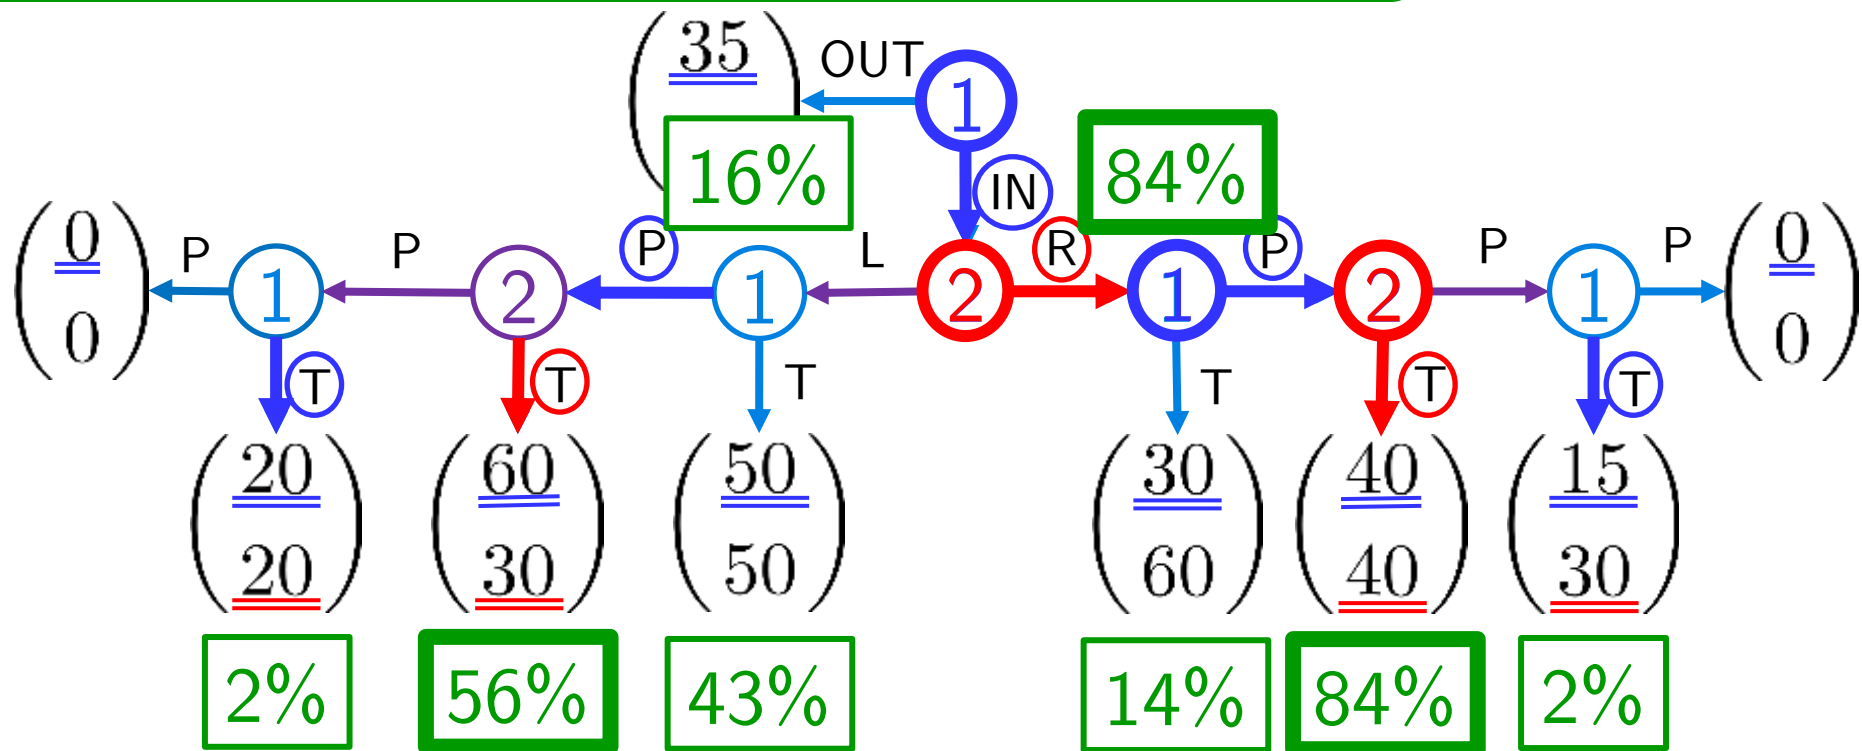 35 OUT 1
16% IN 84%
0 P 1 P 2 P 1 L 2 R 1 P 2 P 1 P 0
0 0
T T T T T T
20 60 50 30 40 15
20 30 50 60 40 30
2% 56% 43% 14% 84% 2%